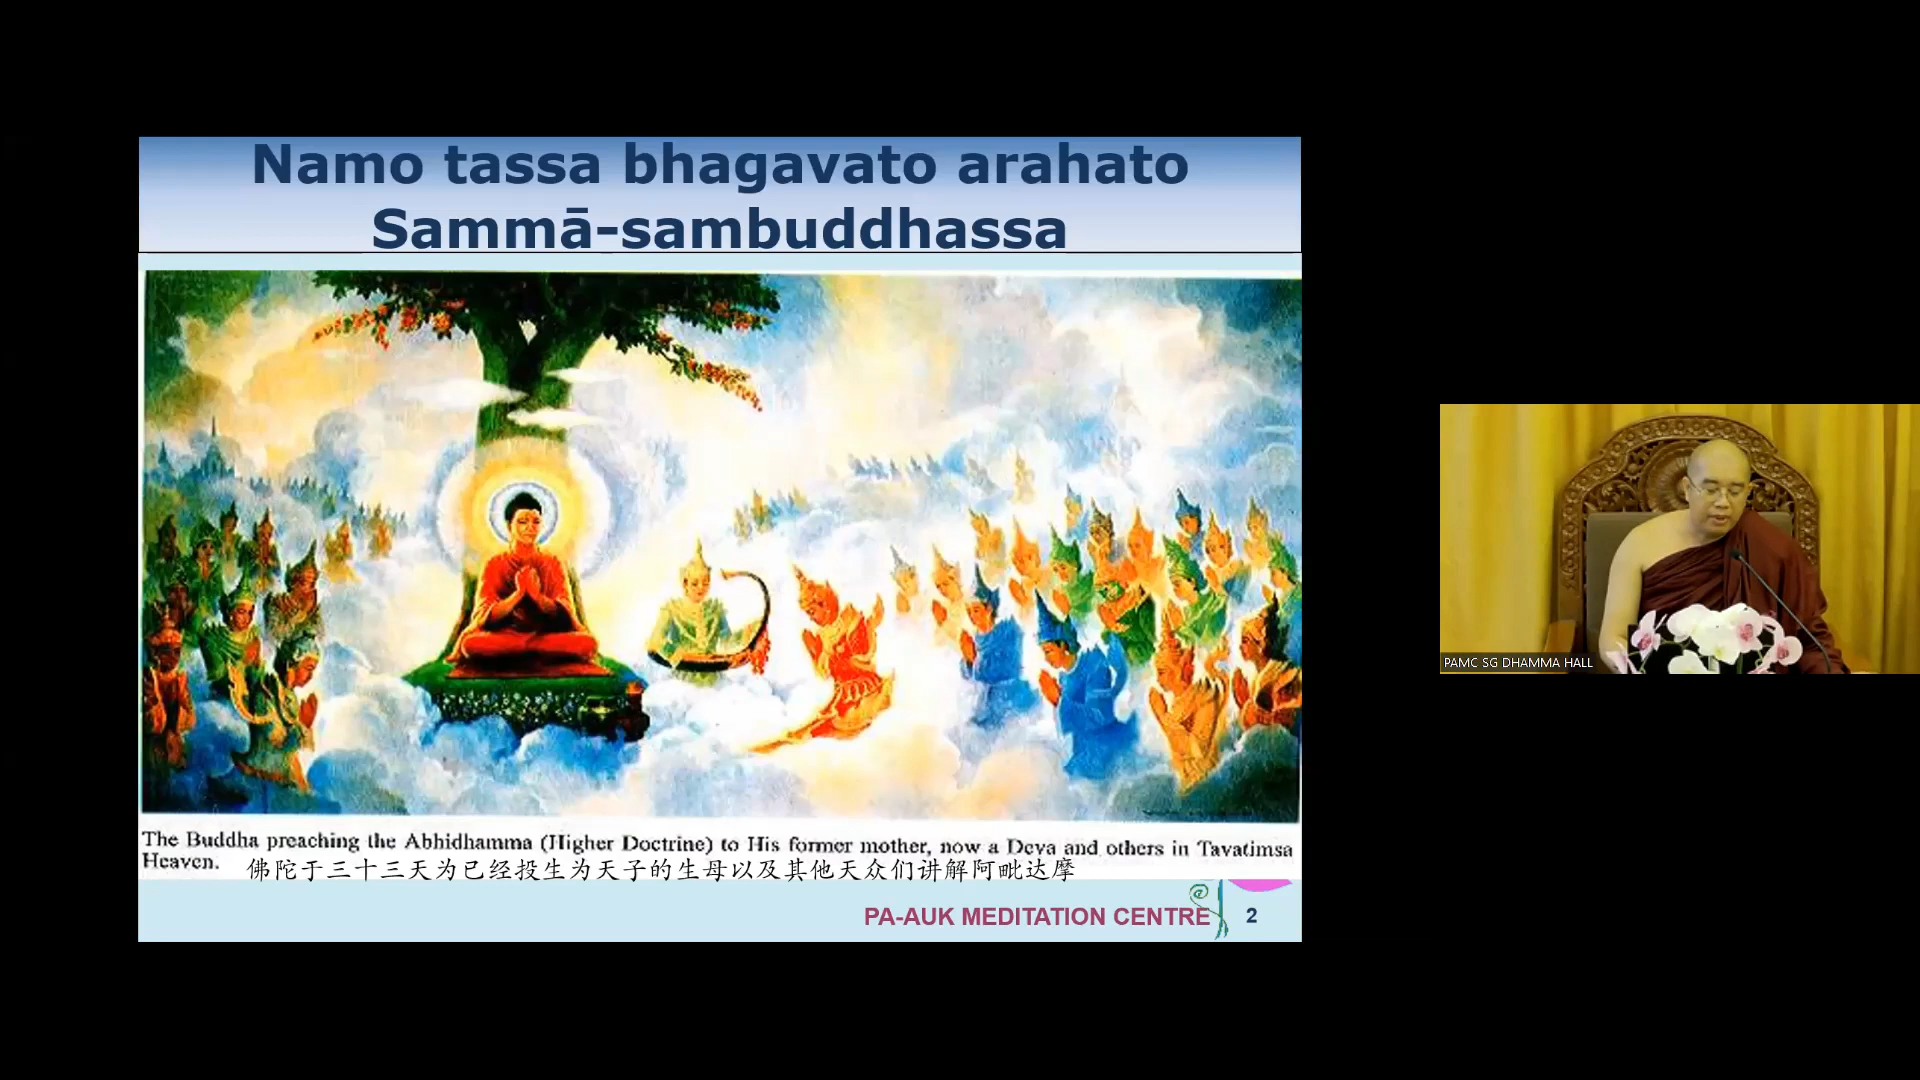 Namo tassa bhagavato arahato
Sammā-sambuddhassa
The Buddha preaching the Abhidhamma (Higher Doctrine) to His former mother, now a Deva and others in Tavatimsa
Heaven. 佛陀于三十三天为已经投生为天子的生母以及其他天众们讲解阿毗达摩
PA-AUK MEDITATION CENTRE 2
PAMC SG DHAMMA HALL